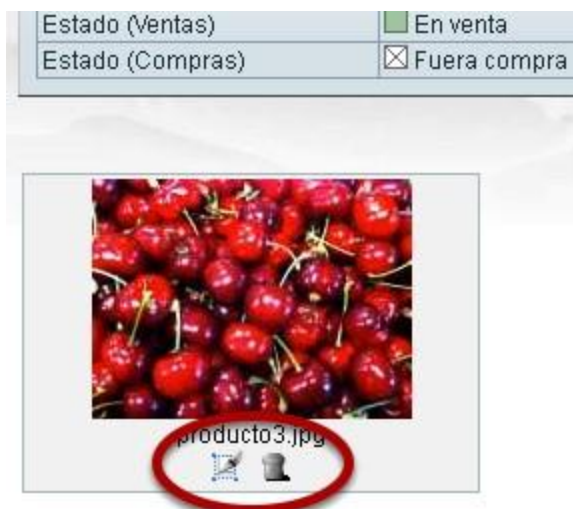 Estado (Ventas) En venta
Estado (Compras) Fuera compra
producto3.jpg